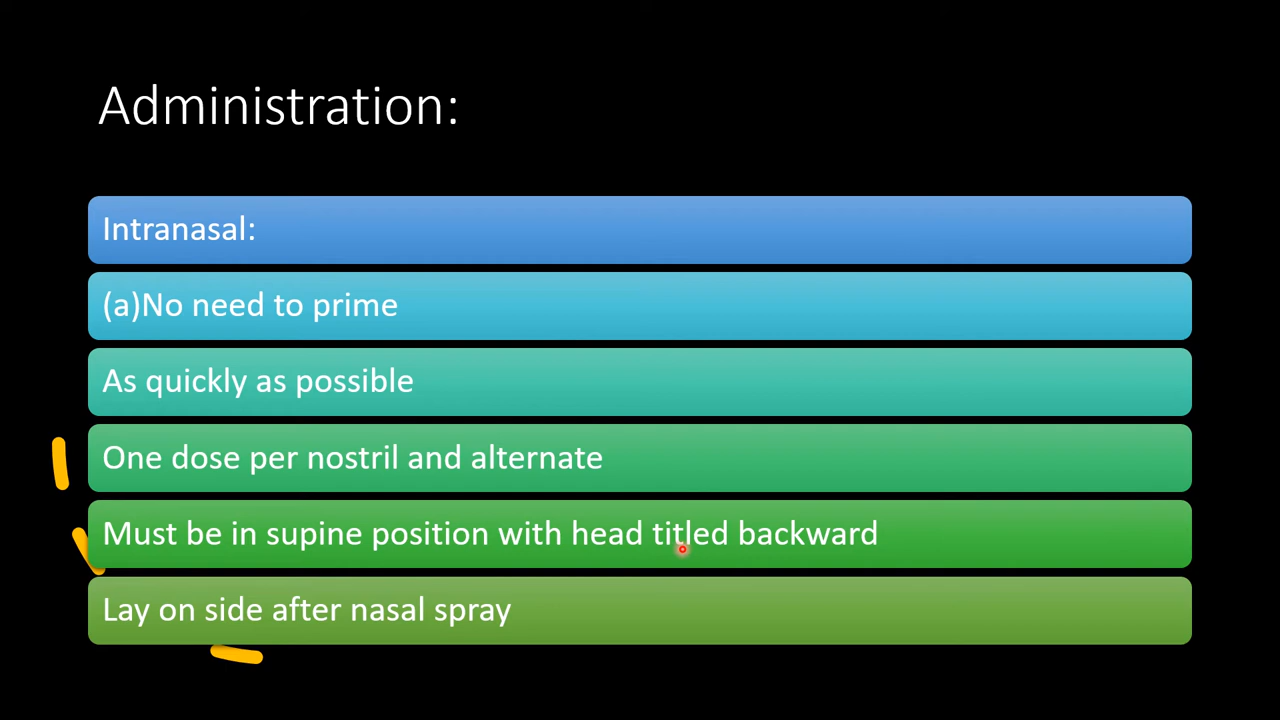 Administration:
Intranasal:
(a)No need to prime
As quickly as possible
One dose per nostril and alternate
Must be in supine position with head titled backward
Lay on side after nasal spray